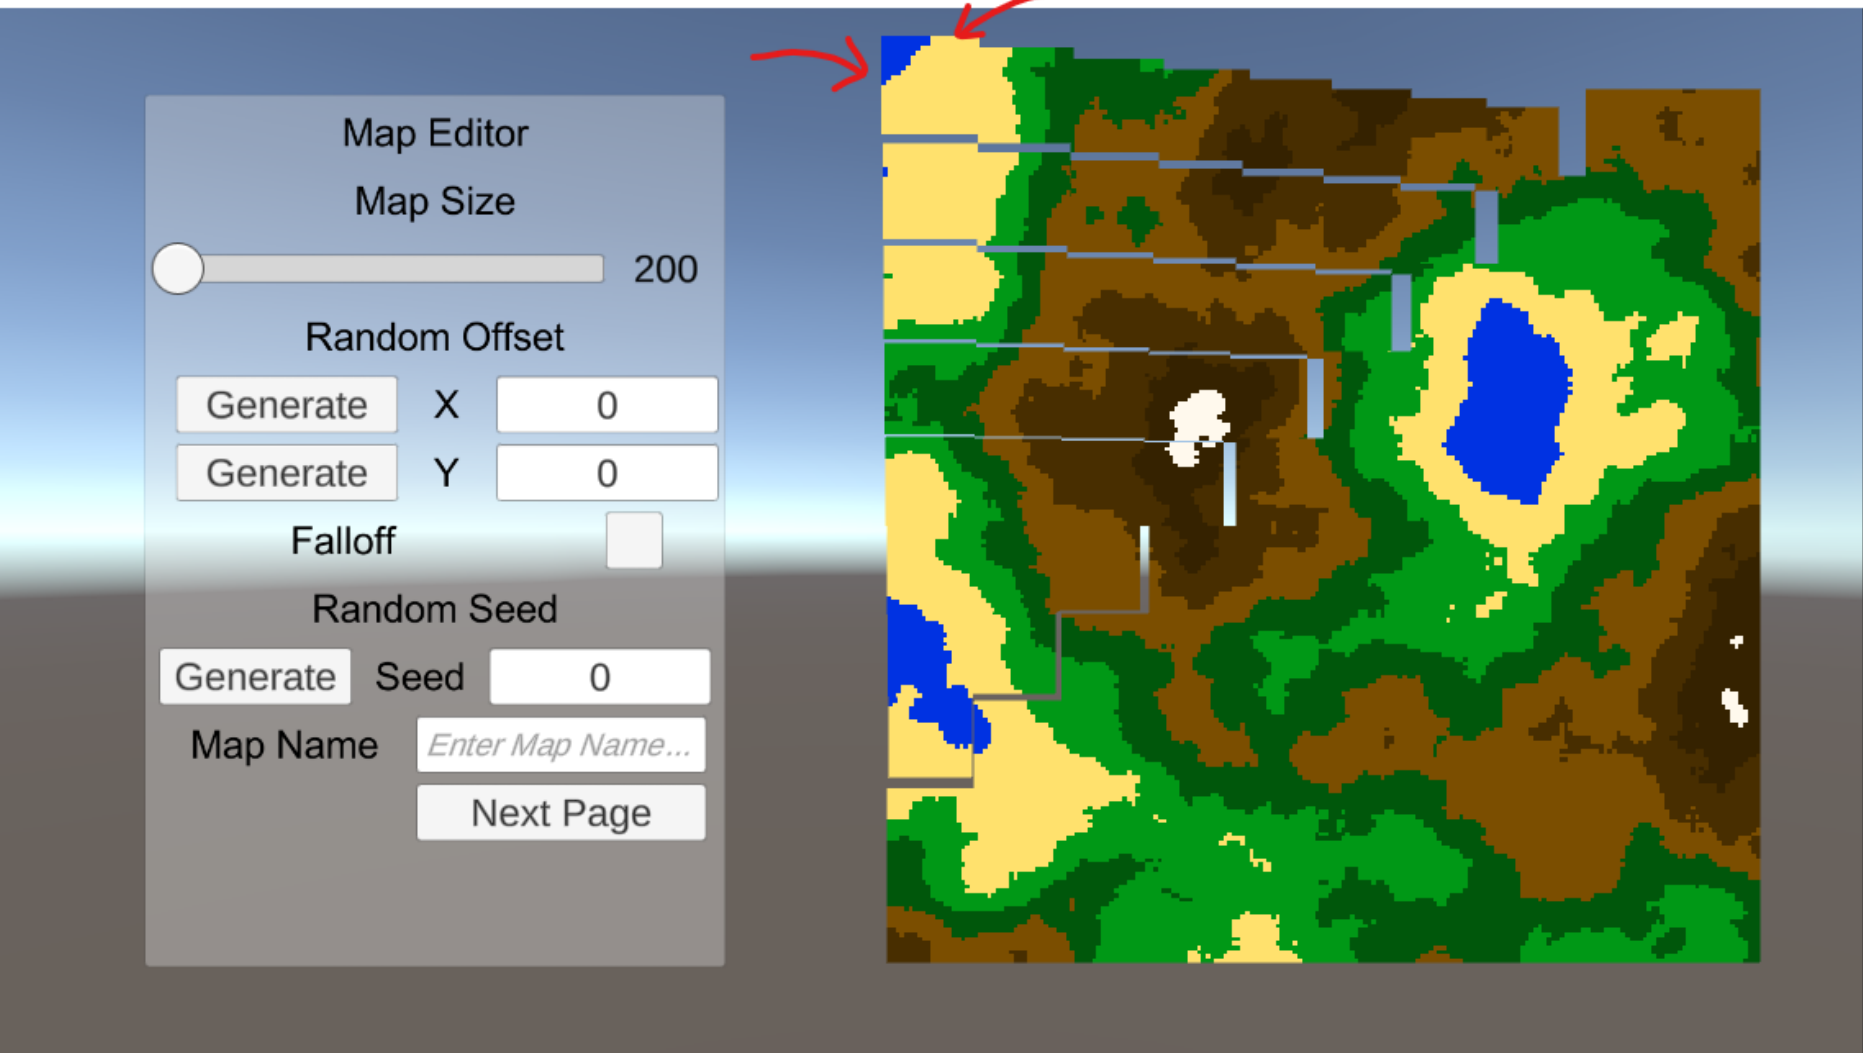 Map Editor
Map Size
200
Random Offset
Generate X 0
Generate Y 0
Falloff
Random Seed
Generate Seed 0
Map Name Enter Map Name...
Next Page